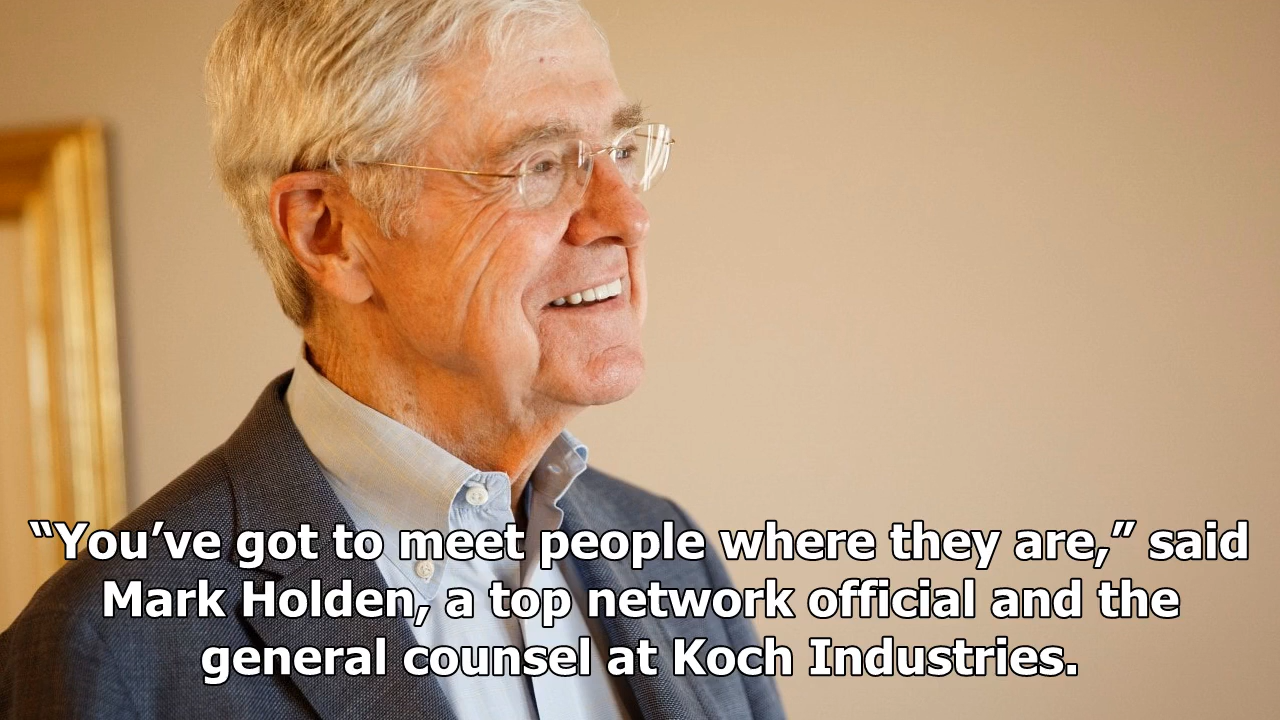 “You’ve got to meet people where they are,” said
Mark Holden, a top network official and the
general counsel at Koch Industries.